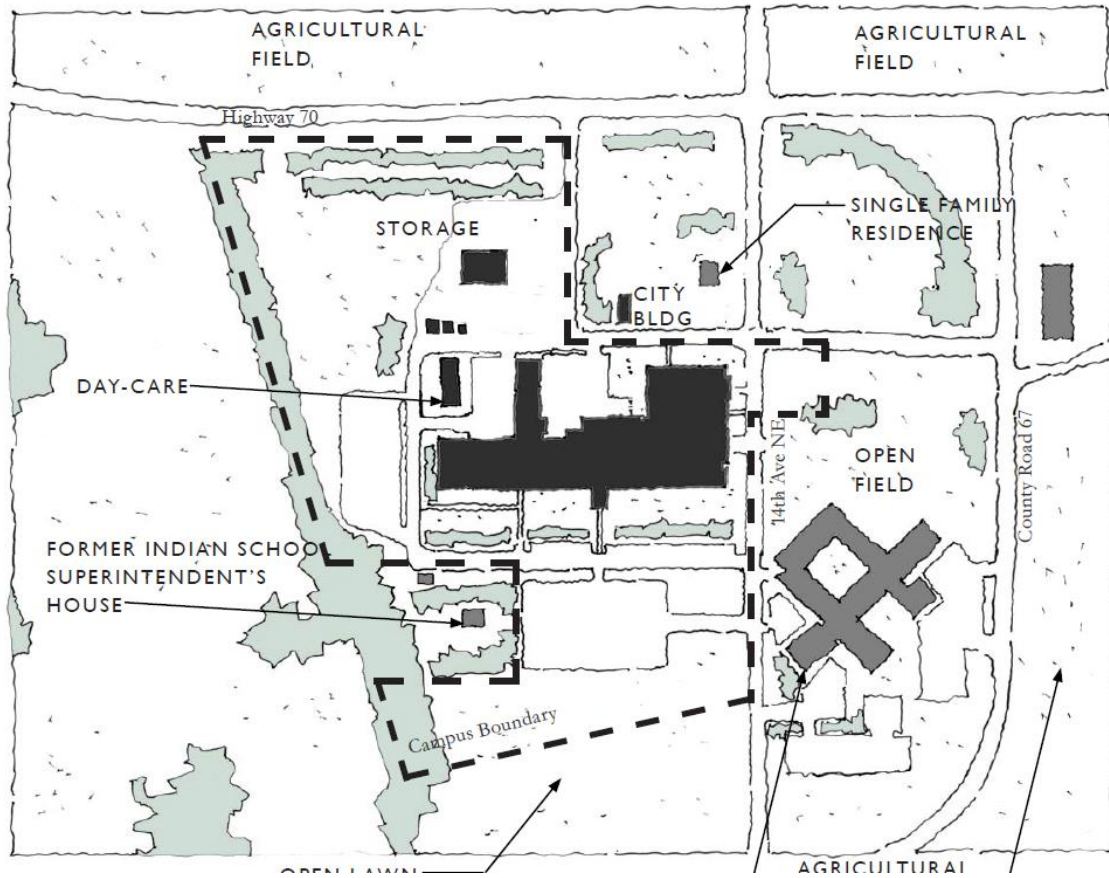 AGRICULTURAL
FIELD
AGRICULTURAL
FIELD
Highway 70
STORAGE
SINGLE FAMILY
RESIDENCE
CITY
BLDG
DAY-CARE
14th Ave NE
OPEN
FIELD
County Road 67
FORMER INDIAN SCHOOL
SUPERINTENDENT'S
HOUSE
Campus Boundary
OPEN LAWN
AGRICULTURAL